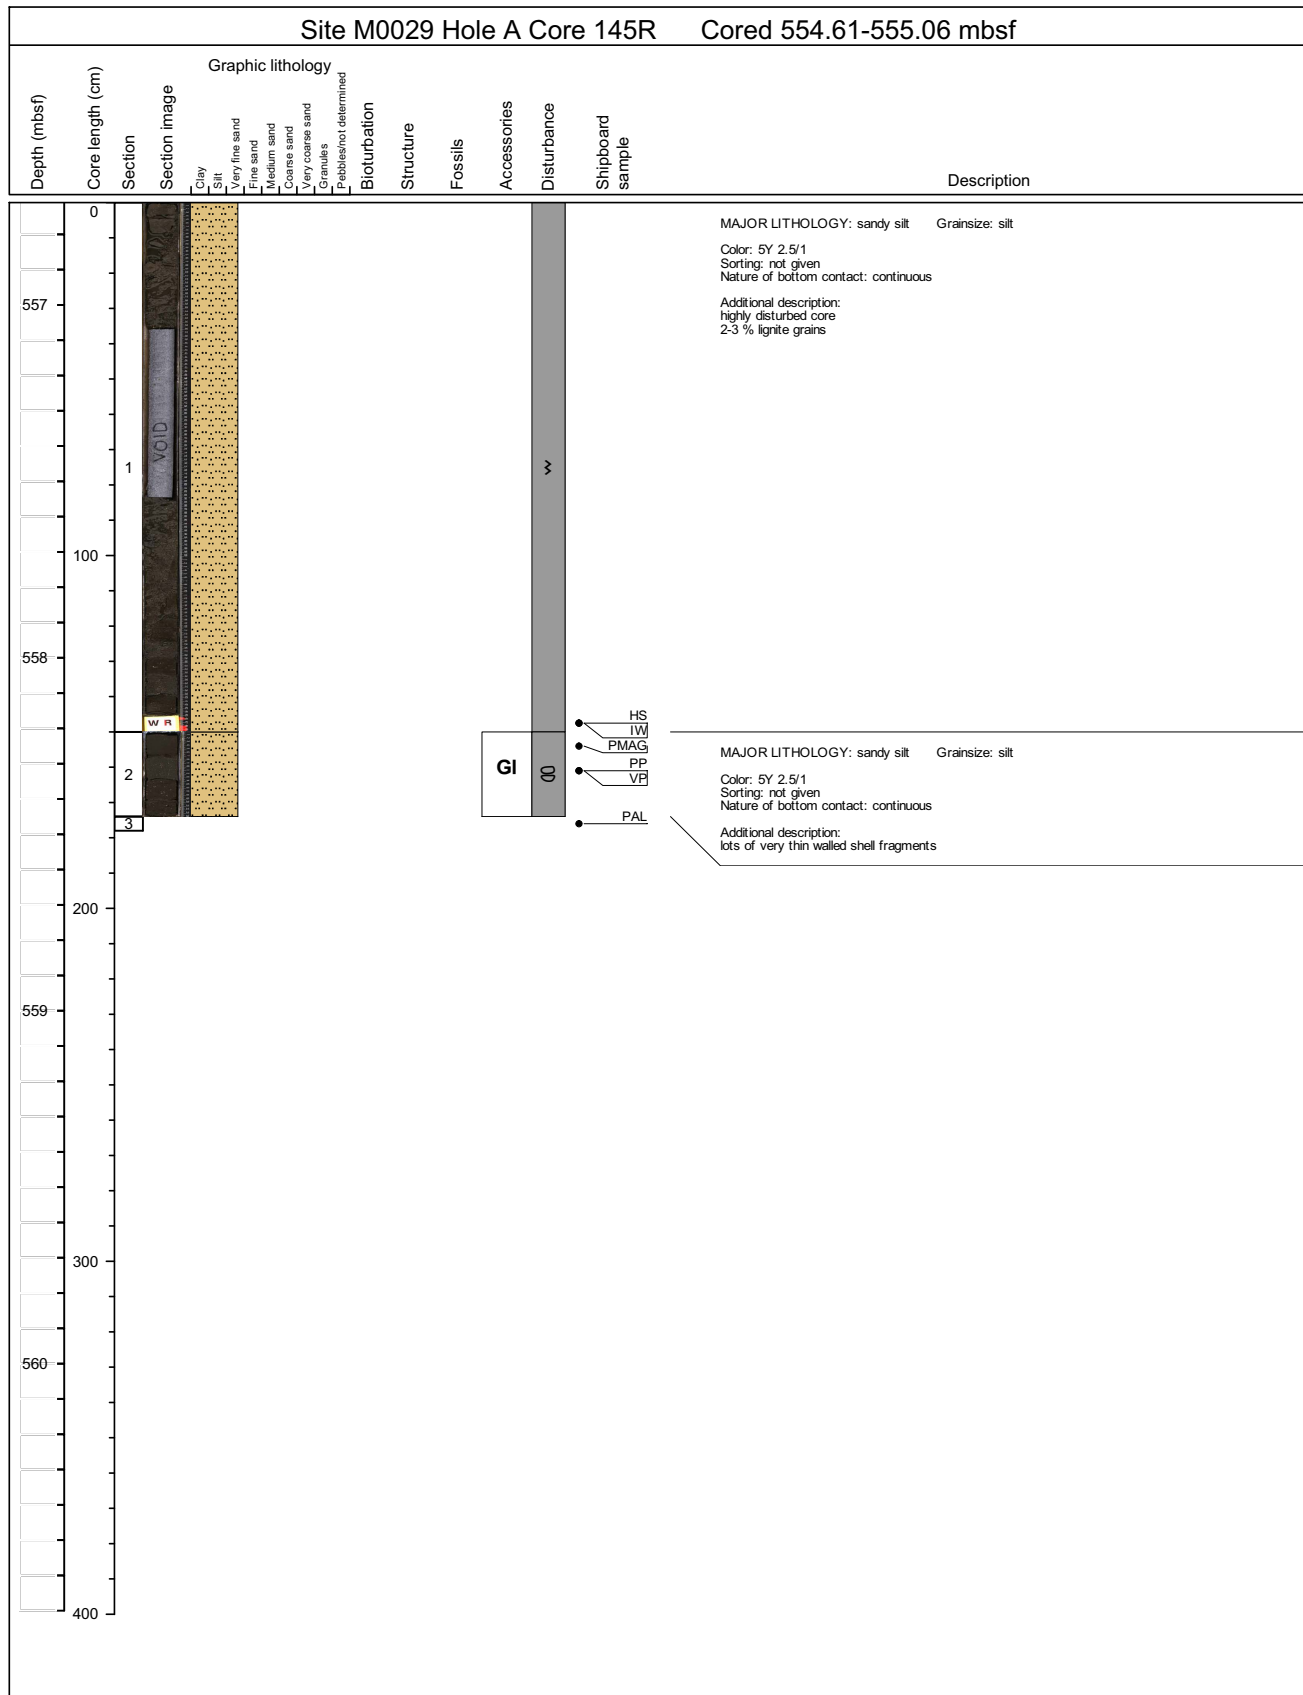 Site M0029 Hole A Core 145R Cored 554.61-555.06 mbsf
Graphic lithology
Depth (mbsf)
Core length (cm)
Section
Section image
Clay
Silt
Very fine sand
Fine sand
Medium sand
Coarse sand
Very coarse sand
Granules
Pebbles/not determined
Bioturbation
Structure
Fossils
Accessories
Disturbance
Shipboard
sample
Description
0
MAJOR LITHOLOGY: sandy silt Grainsize: silt
Color: 5Y 2.5/1
Sorting: not given
Nature of bottom contact: continuous
Additional description:
highly disturbed core
2-3 % lignite grains
557
VOID
1
100
558
W R
HS
IW
PMAG
PP
VP
PAL
GI
2
3
MAJOR LITHOLOGY: sandy silt Grainsize: silt
Color: 5Y 2.5/1
Sorting: not given
Nature of bottom contact: continuous
Additional description:
lots of very thin walled shell fragments
200
559
300
560
400